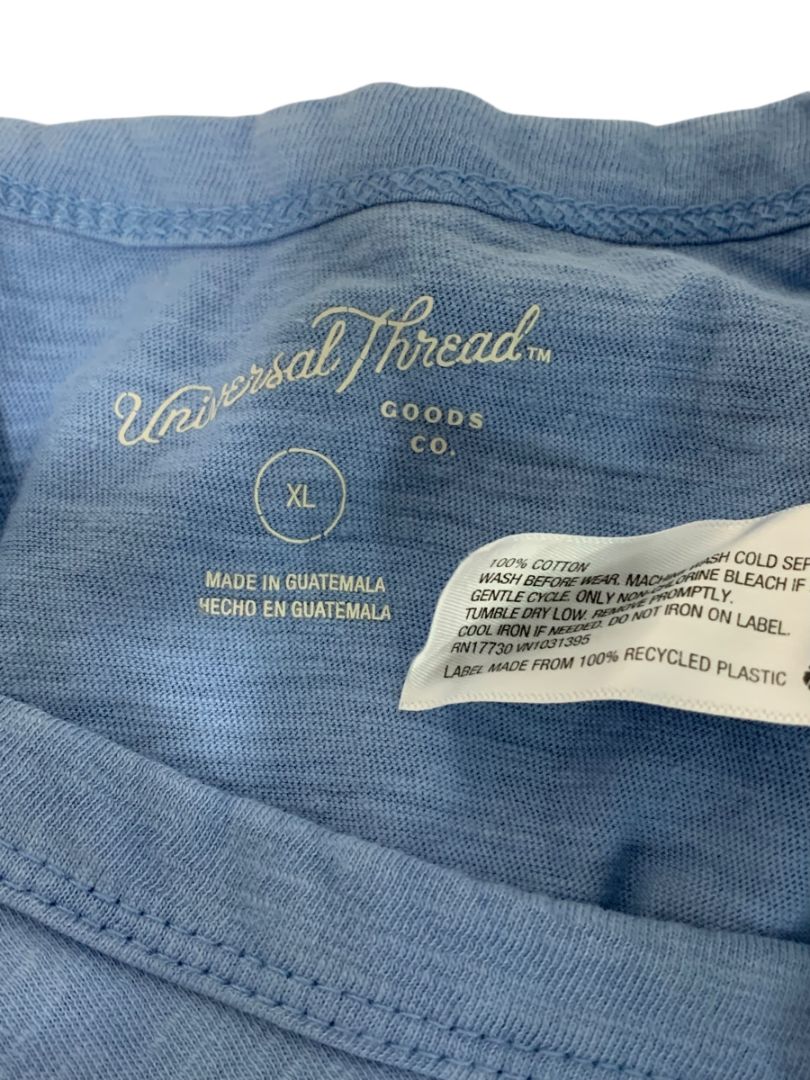 Universal Thread™
GOODS
CO.
XL
MADE IN GUATEMALA
HECHO EN GUATEMALA
100% COTTON
WASH BEFORE WEAR. MACHINE WASH COLD SEP
GENTLE CYCLE. ONLY NON-CHLORINE BLEACH IF
TUMBLE DRY LOW. REMOVE PROMPTLY.
COOL IRON IF NEEDED. DO NOT IRON ON LABEL.
RN17730 VN1031395
LABEL MADE FROM 100% RECYCLED PLASTIC